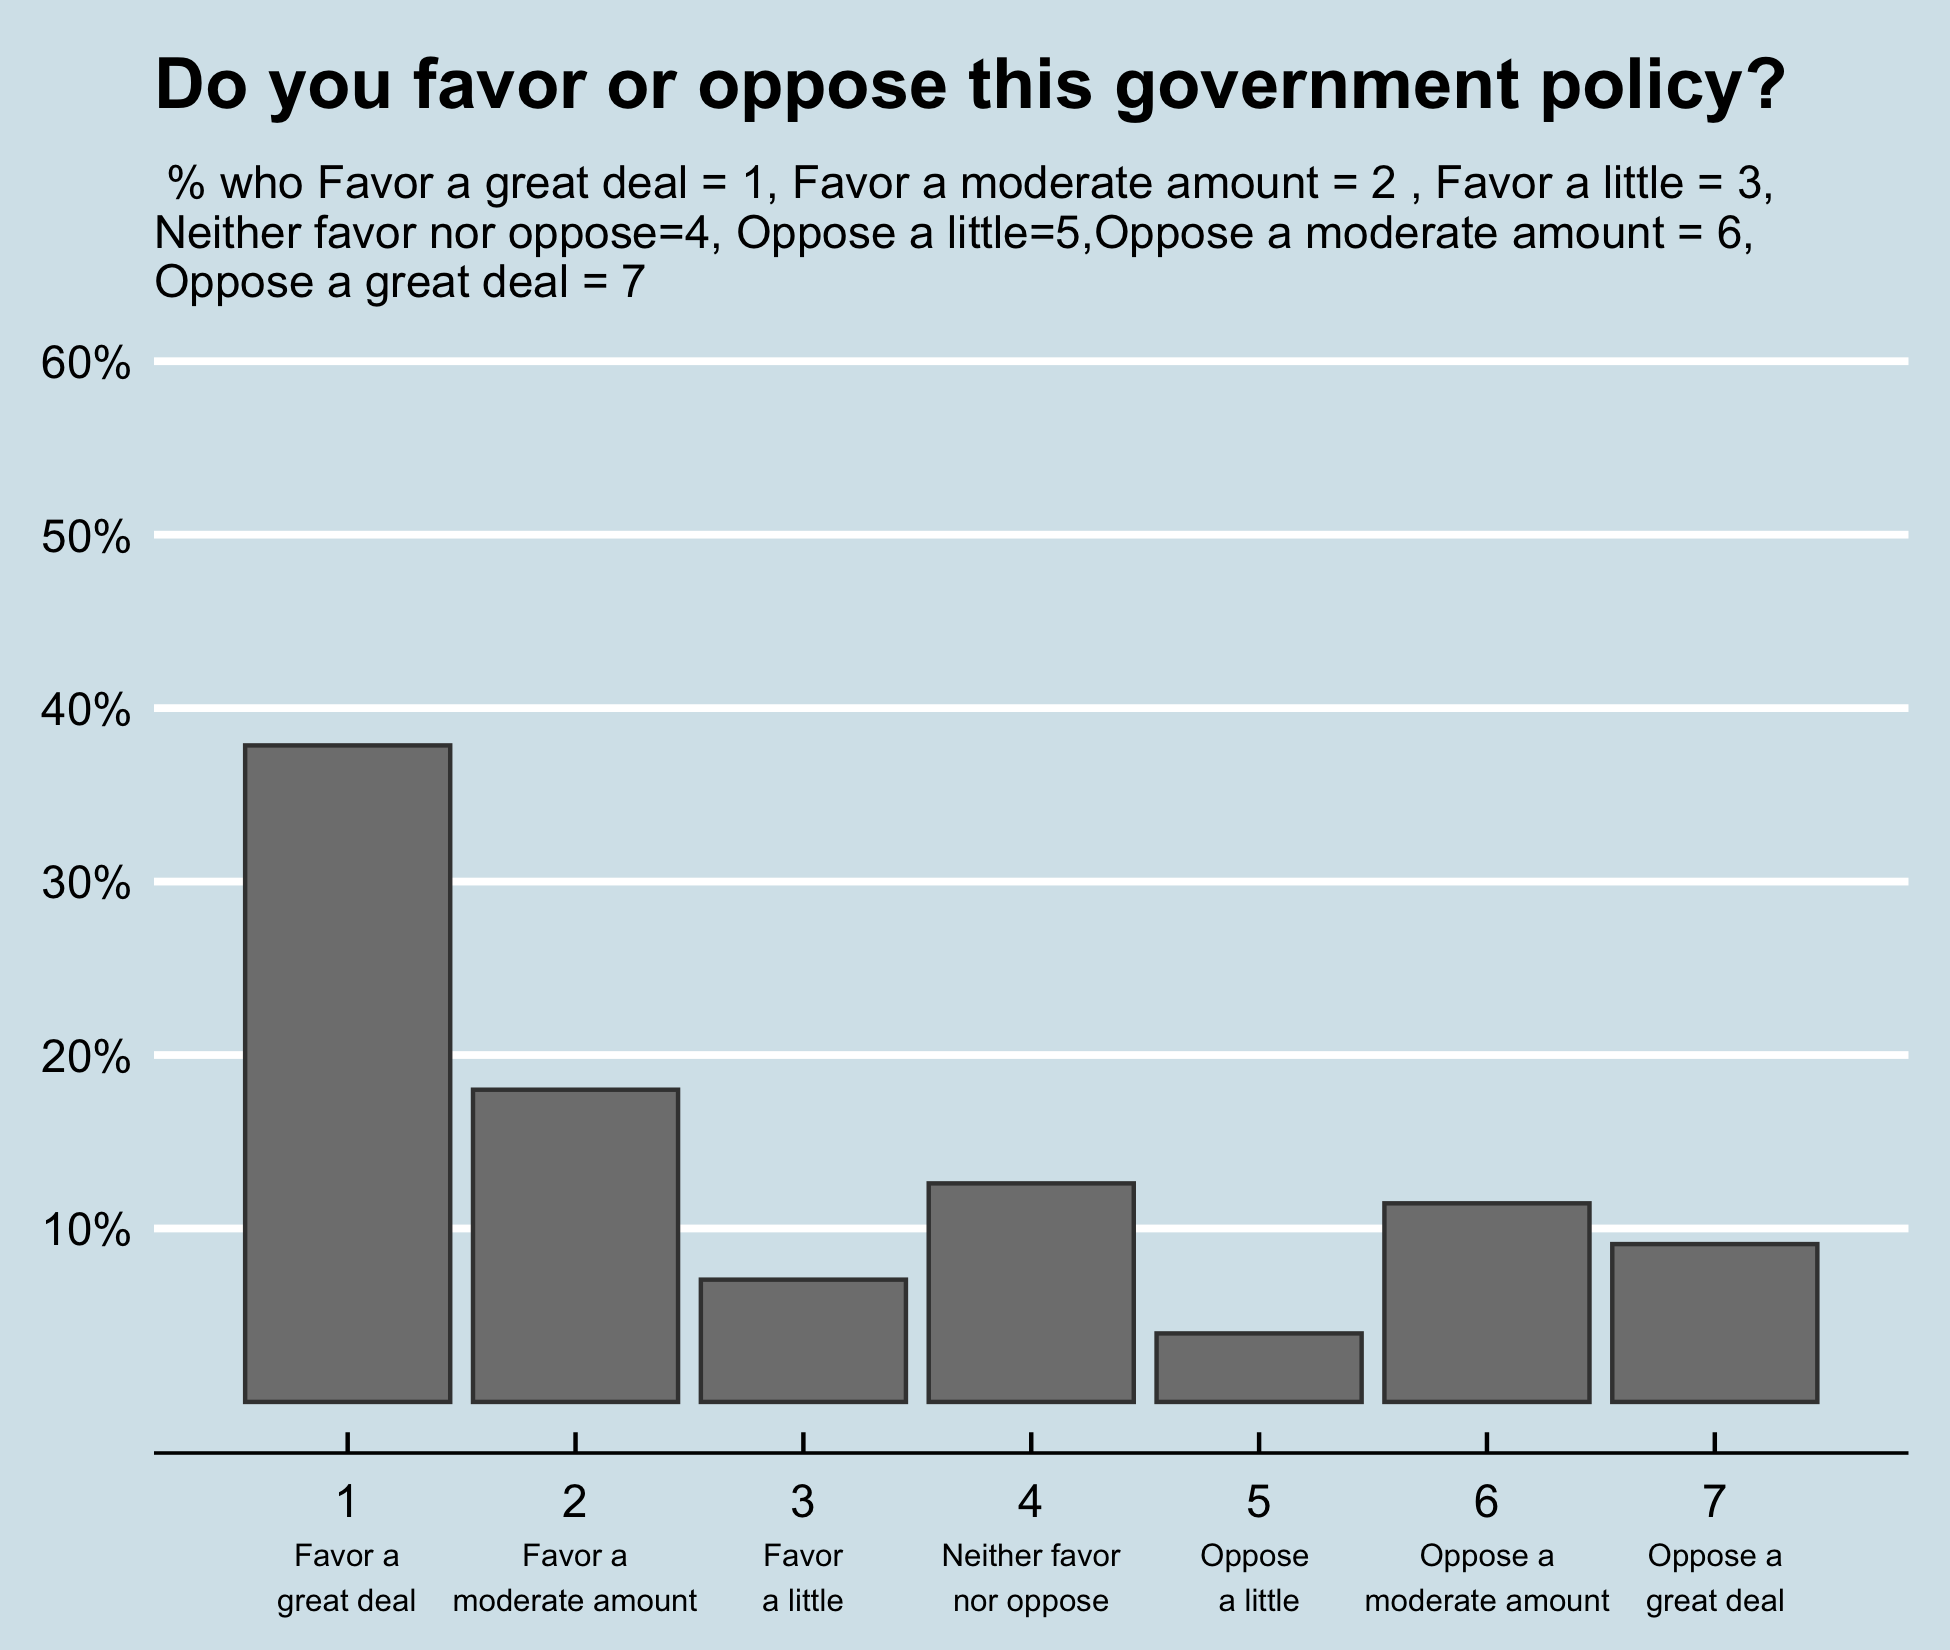 Do you favor or oppose this government policy?
% who Favor a great deal = 1, Favor a moderate amount = 2 , Favor a little = 3,
Neither favor nor oppose=4, Oppose a little=5,Oppose a moderate amount = 6,
Oppose a great deal = 7
60%
50%
40%
30%
20%
10%
1 2 3 4 5 6 7
Favor a Favor a Favor Neither favor Oppose Oppose a Oppose a
great deal moderate amount a little nor oppose a little moderate amount great deal